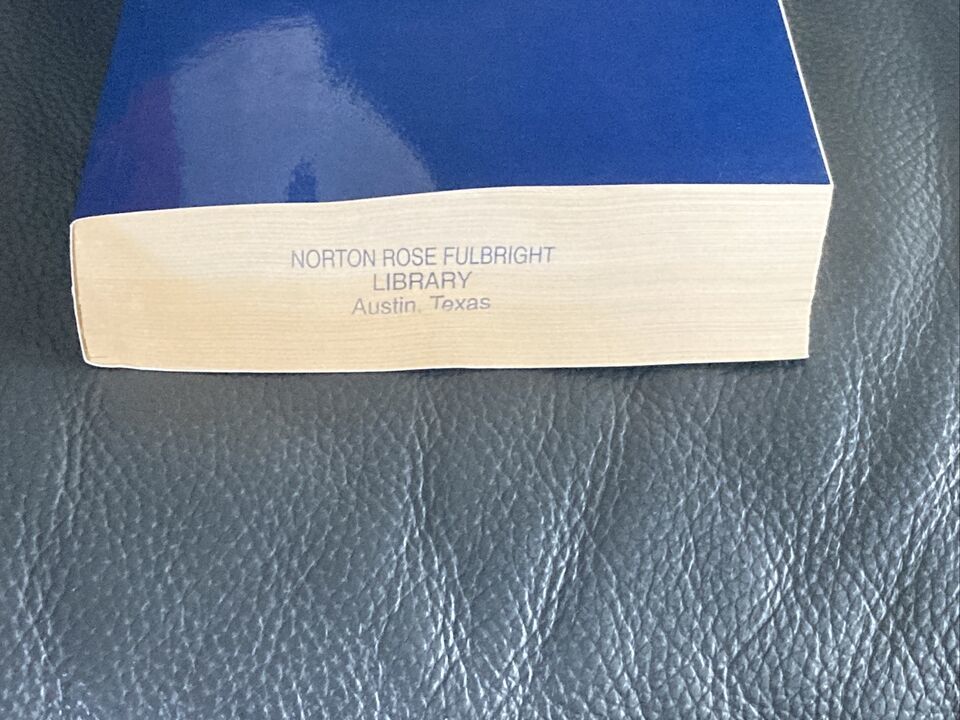 NORTON ROSE FULBRIGHT
LIBRARY
Austin, Texas